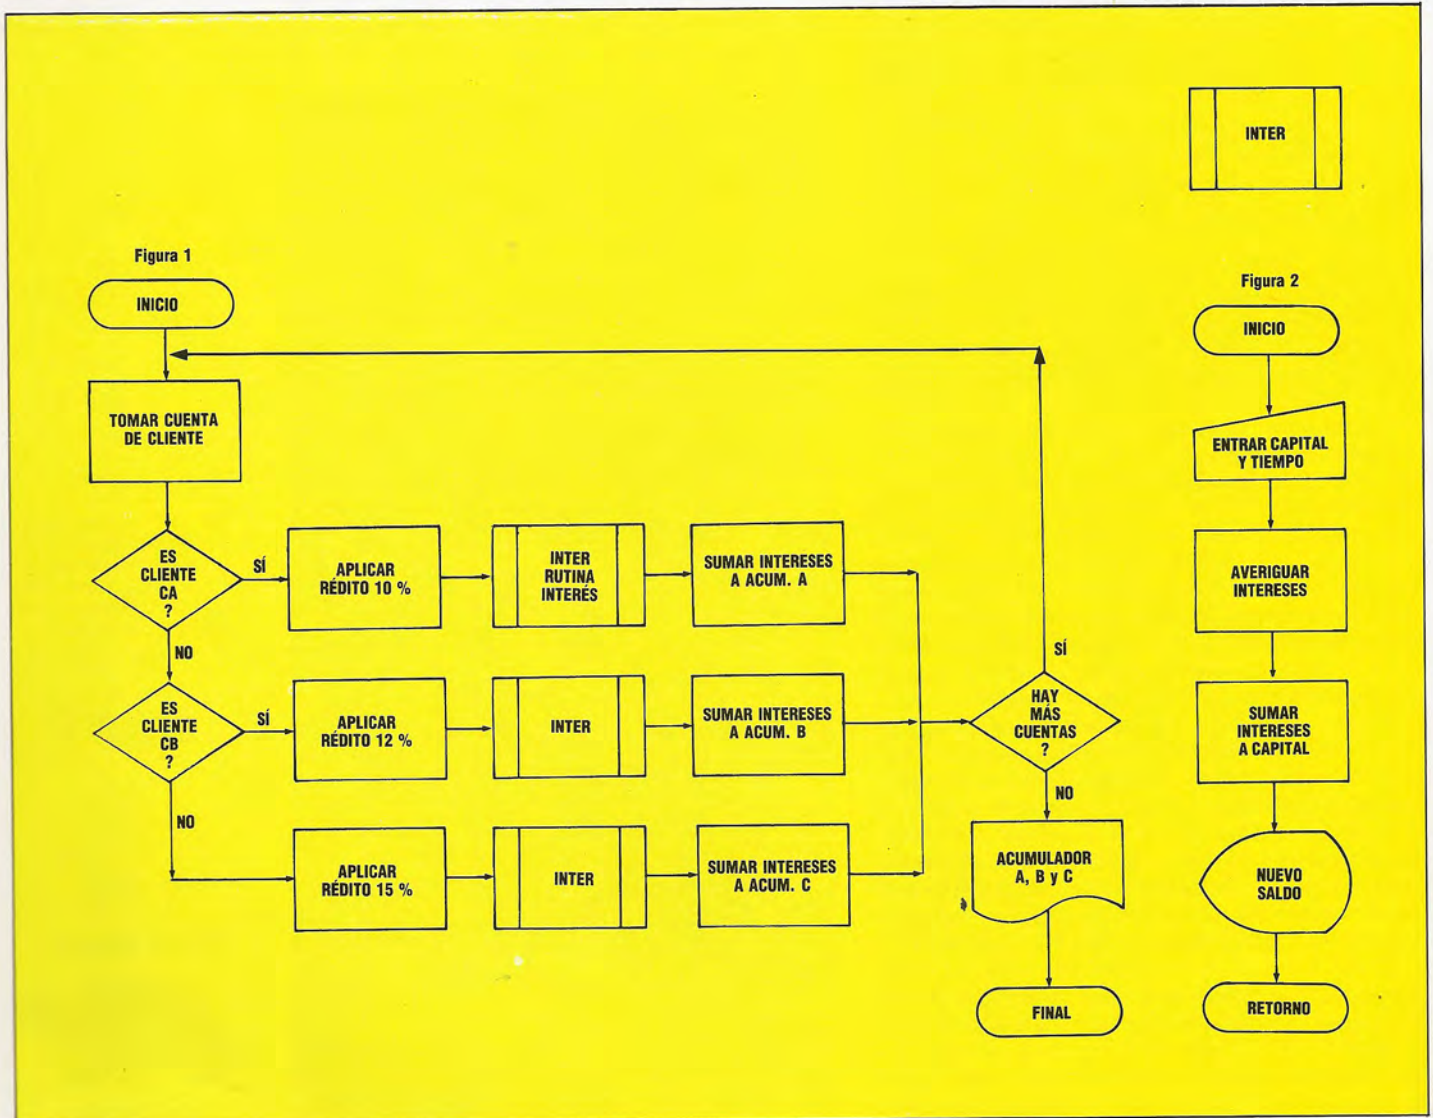 INTER
Figura 1
INICIO
TOMAR CUENTA
DE CLIENTE
ES
CLIENTE
CA
?
SÍ
NO
APLICAR
RÉDITO 10 %
INTER
RUTINA
INTERÉS
SUMAR INTERESES
A ACUM. A
ES
CLIENTE
CB
?
SÍ
NO
APLICAR
RÉDITO 12 %
INTER
SUMAR INTERESES
A ACUM. B
APLICAR
RÉDITO 15 %
INTER
SUMAR INTERESES
A ACUM. C
SÍ
HAY
MÁS
CUENTAS
?
NO
ACUMULADOR
A, B y C
FINAL
Figura 2
INICIO
ENTRAR CAPITAL
Y TIEMPO
AVERIGUAR
INTERESES
SUMAR
INTERESES
A CAPITAL
NUEVO
SALDO
RETORNO